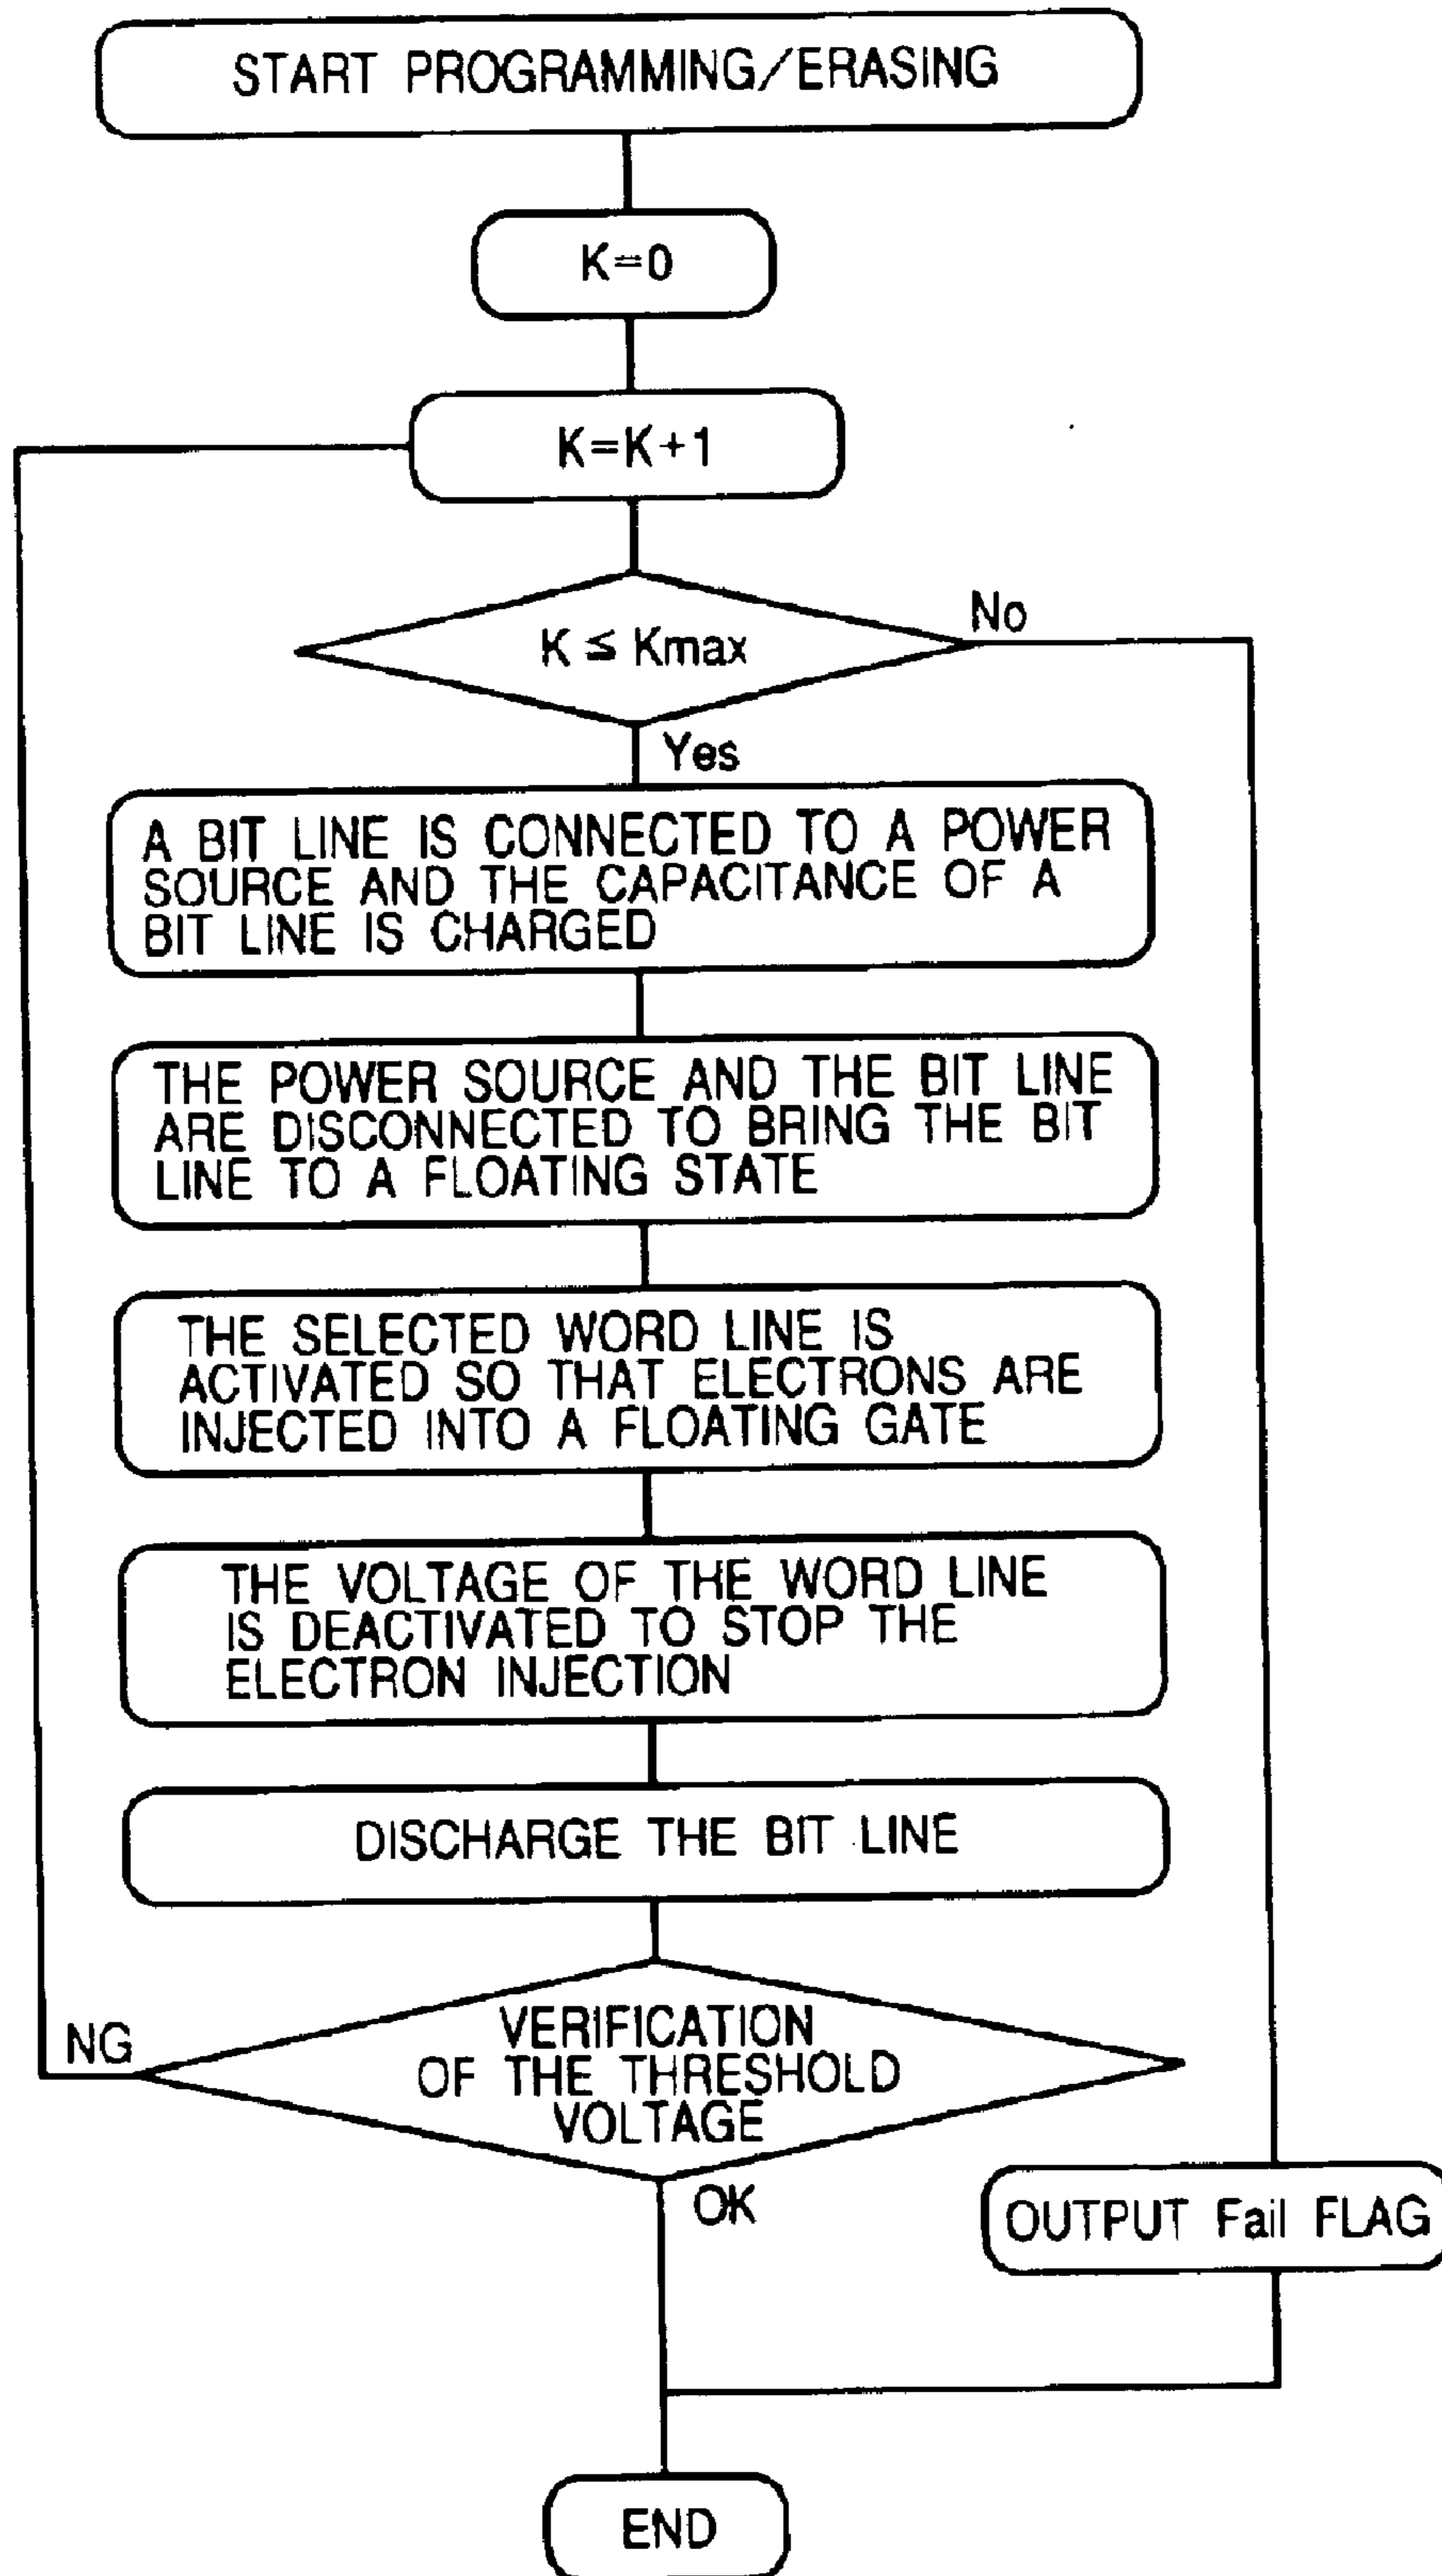 START PROGRAMMING/ERASING
K=0
K=K+1
K ≦ Kmax
No
Yes
A BIT LINE IS CONNECTED TO A POWER
SOURCE AND THE CAPACITANCE OF A
BIT LINE IS CHARGED
THE POWER SOURCE AND THE BIT LINE
ARE DISCONNECTED TO BRING THE BIT
LINE TO A FLOATING STATE
THE SELECTED WORD LINE IS
ACTIVATED SO THAT ELECTRONS ARE
INJECTED INTO A FLOATING GATE
THE VOLTAGE OF THE WORD LINE
IS DEACTIVATED TO STOP THE
ELECTRON INJECTION
DISCHARGE THE BIT LINE
NG
VERIFICATION
OF THE THRESHOLD
VOLTAGE
OK
OUTPUT Fail FLAG
END